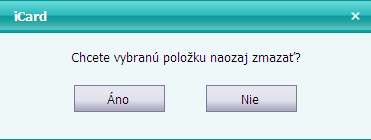 iCard
Chcete vybranú položku naozaj zmazať?
Áno
Nie